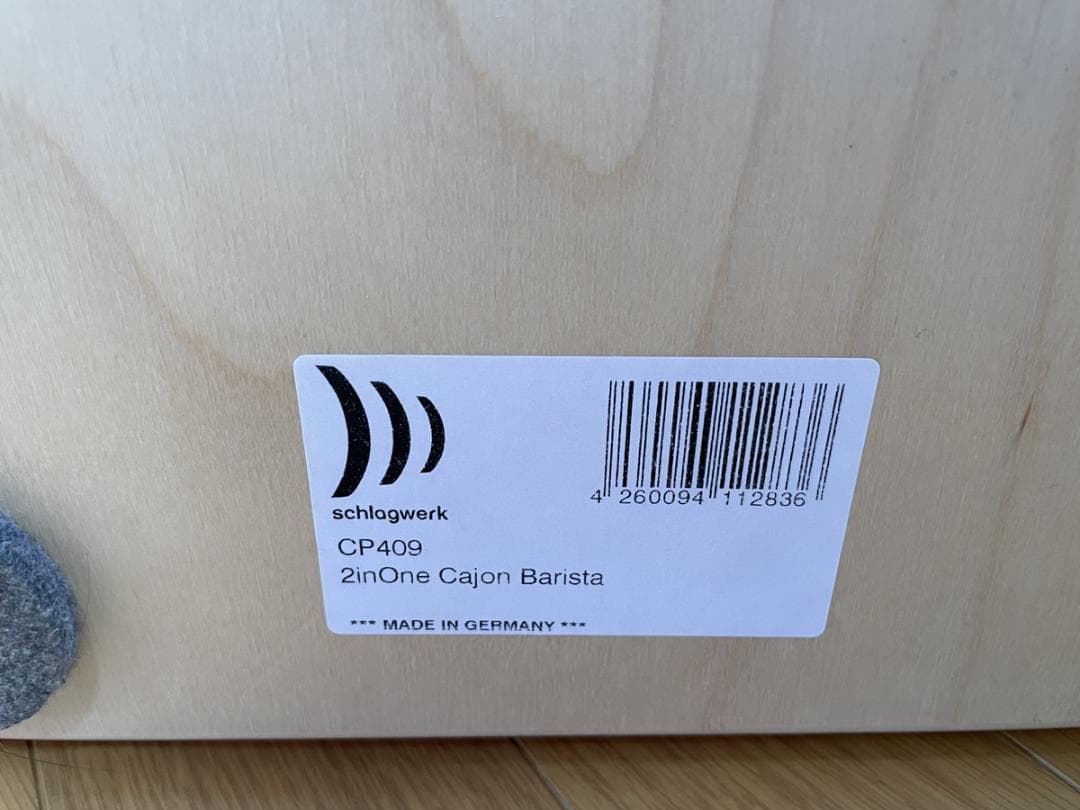 schlagwerk
CP409
2inOne Cajon Barista
*** MADE IN GERMANY ***
4 260094 112836